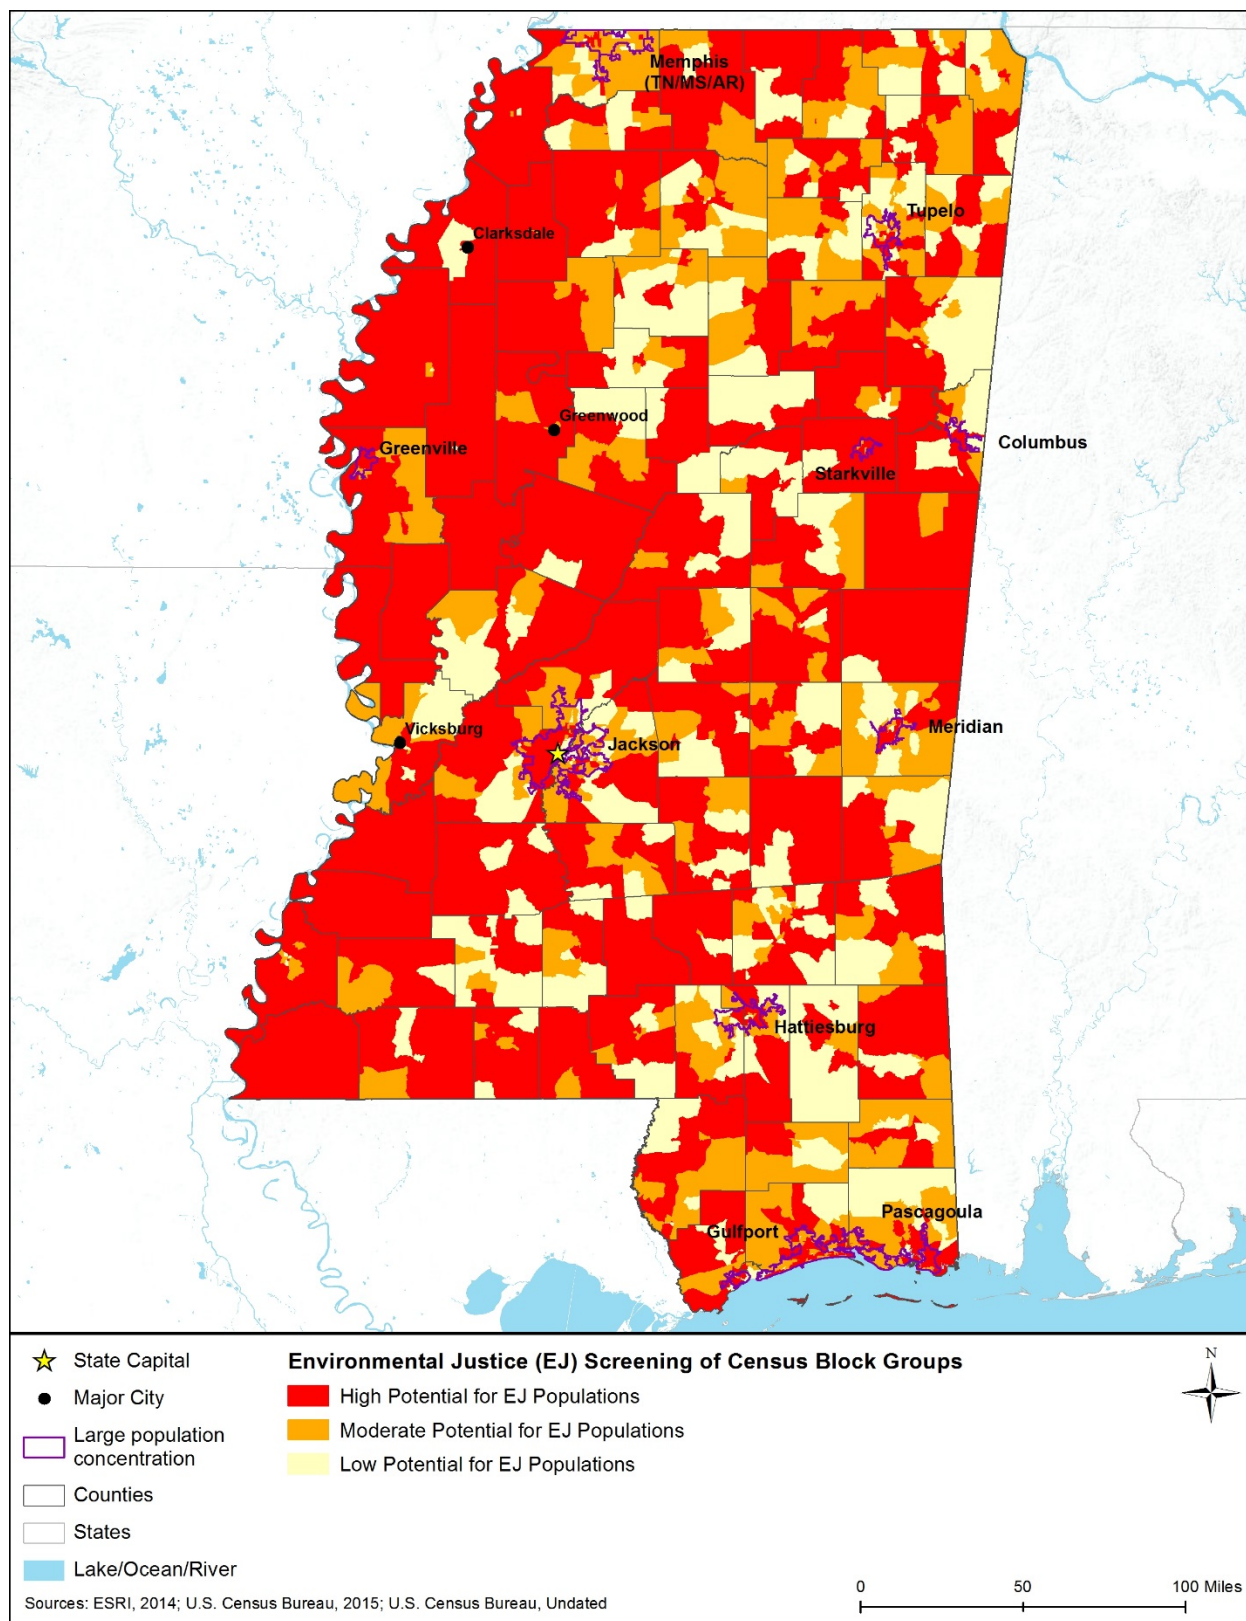 Memphis
(TN/MS/AR)
Tupelo
Clarksdale
Greenwood
Greenville
Columbus
Starkville
Meridian
Vicksburg
Jackson
Hattiesburg
Pascagoula
Gulfport
State Capital
Major City
Large population
concentration
Counties
States
Lake/Ocean/River
Environmental Justice (EJ) Screening of Census Block Groups
High Potential for EJ Populations
Moderate Potential for EJ Populations
Low Potential for EJ Populations
N
0 50 100 Miles
Sources: ESRI, 2014; U.S. Census Bureau, 2015; U.S. Census Bureau, Undated